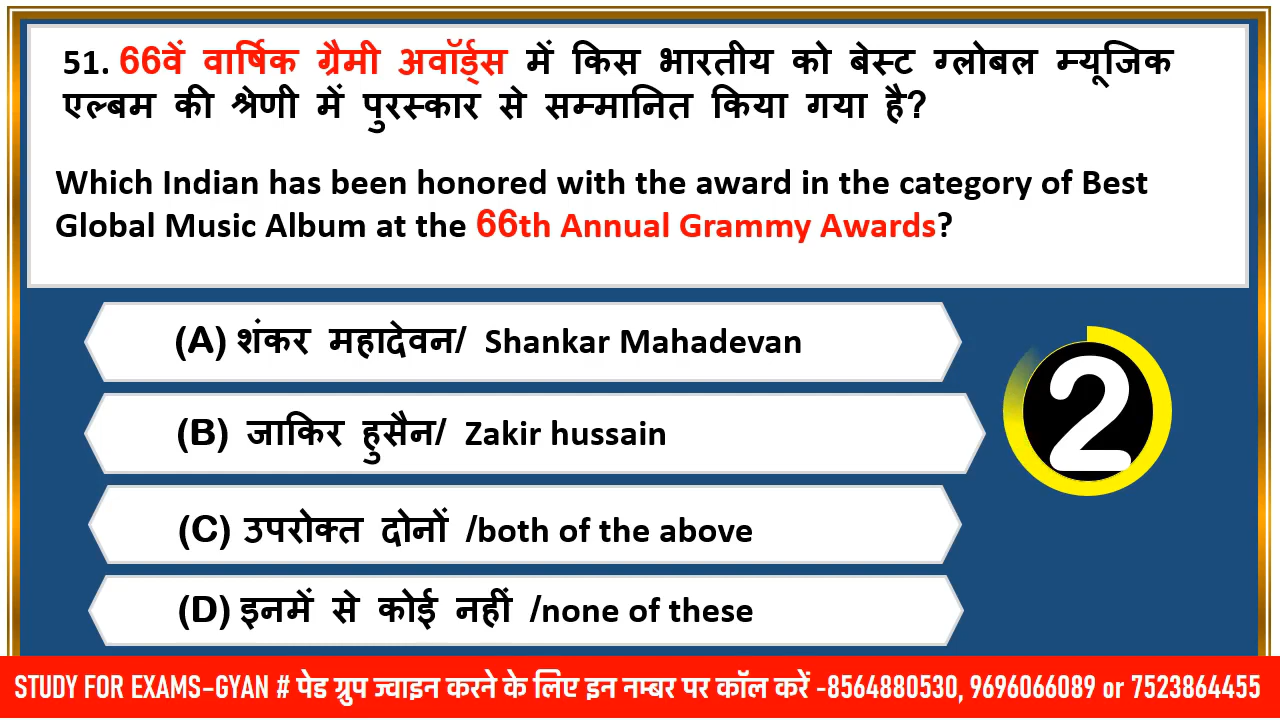 51. 66वें वार्षिक ग्रैमी अवॉर्ड्स में किस भारतीय को बेस्ट ग्लोबल म्यूजिक
एल्बम की श्रेणी में पुरस्कार से सम्मानित किया गया है?
Which Indian has been honored with the award in the category of Best
Global Music Album at the 66th Annual Grammy Awards?
(A) शंकर महादेवन/ Shankar Mahadevan
(B) जाकिर हुसैन/ Zakir hussain
2
(C) उपरोक्त दोनों /both of the above
(D) इनमें से कोई नहीं /none of these
STUDY FOR EXAMS-GYAN # पेड ग्रुप ज्वाइन करने के लिए इन नम्बर पर कॉल करें -8564880530, 9696066089 or 7523864455